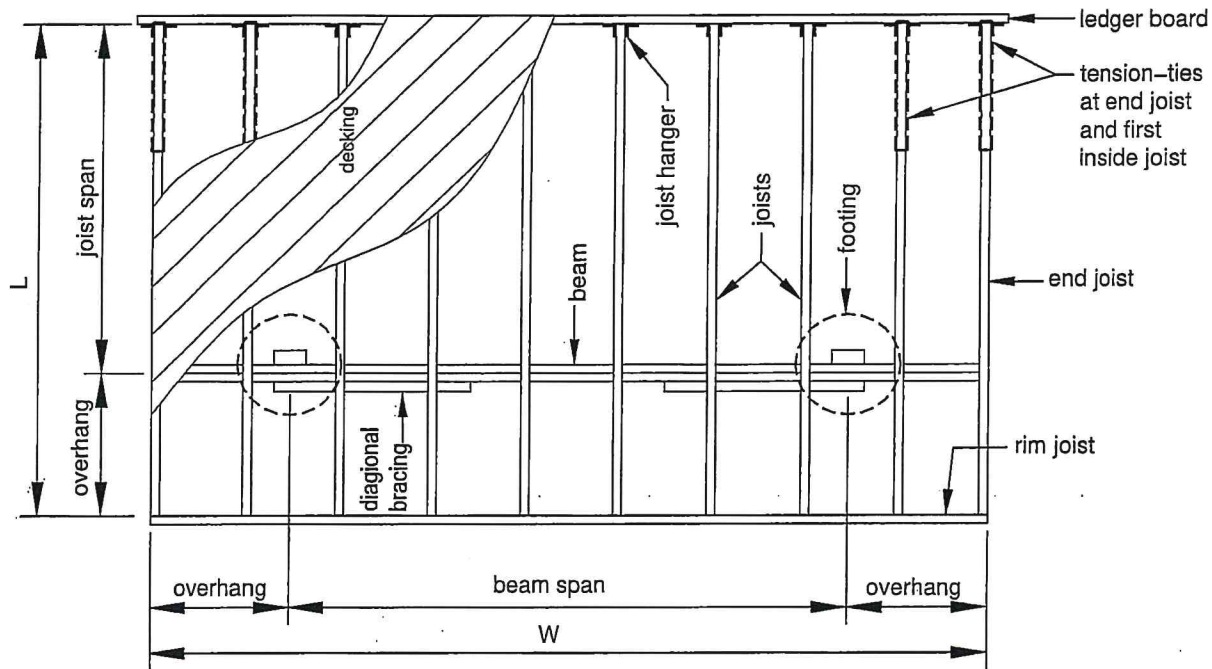 ledger board
tension-ties
at end joist
and first
inside joist
decking
joist hanger
joist span
joists
footing
L
beam
end joist
overhang
diagional
bracing
rim joist
overhang
beam span
overhang
W